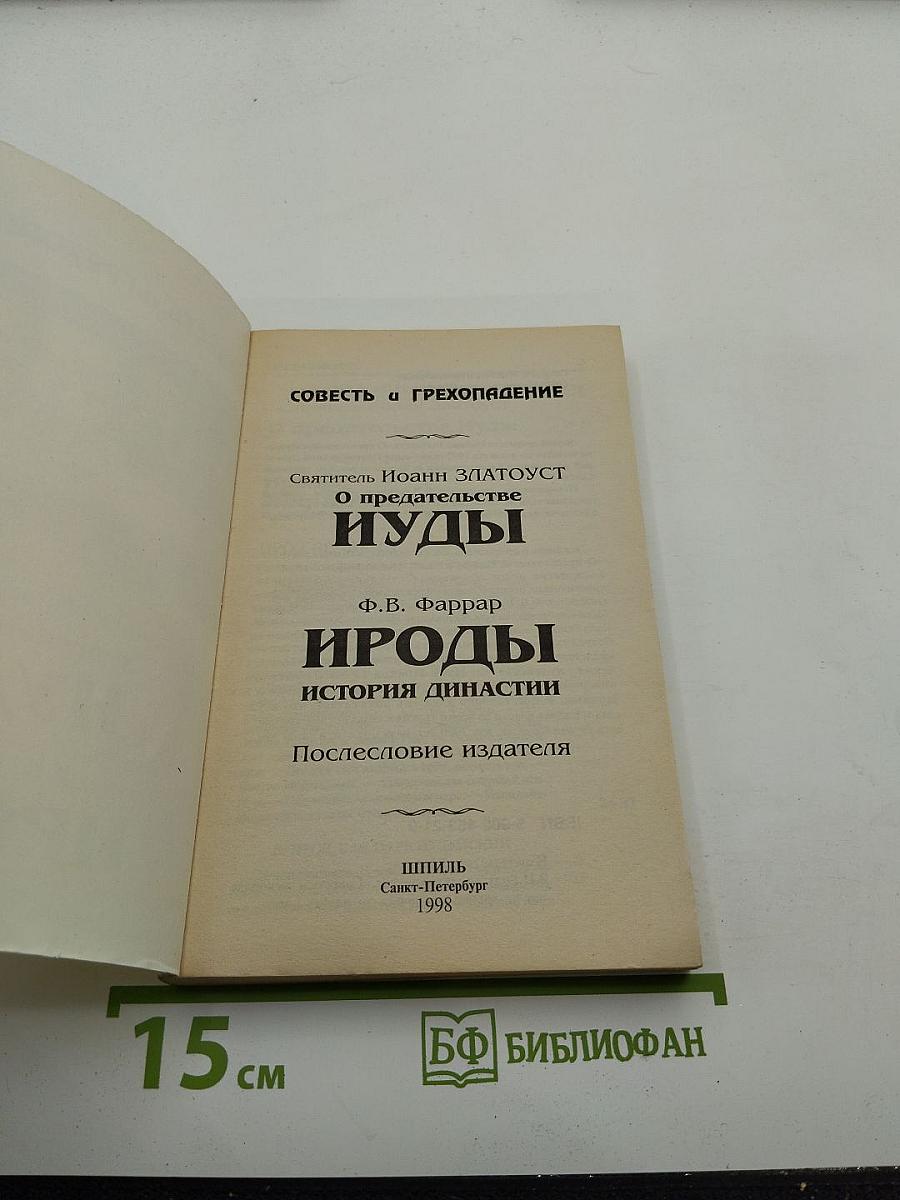 СОВЕСТЬ и ГРЕХОПАДЕНИЕ
Святитель Иоанн ЗЛАТОУСТ
О предательстве
ИУДЫ
Ф.В. Фаррар
ИРОДЫ
ИСТОРИЯ ДИНАСТИИ
Послесловие издателя
ШПИЛЬ
Санкт-Петербург
1998
15 см
БФ БИБЛИОФАН